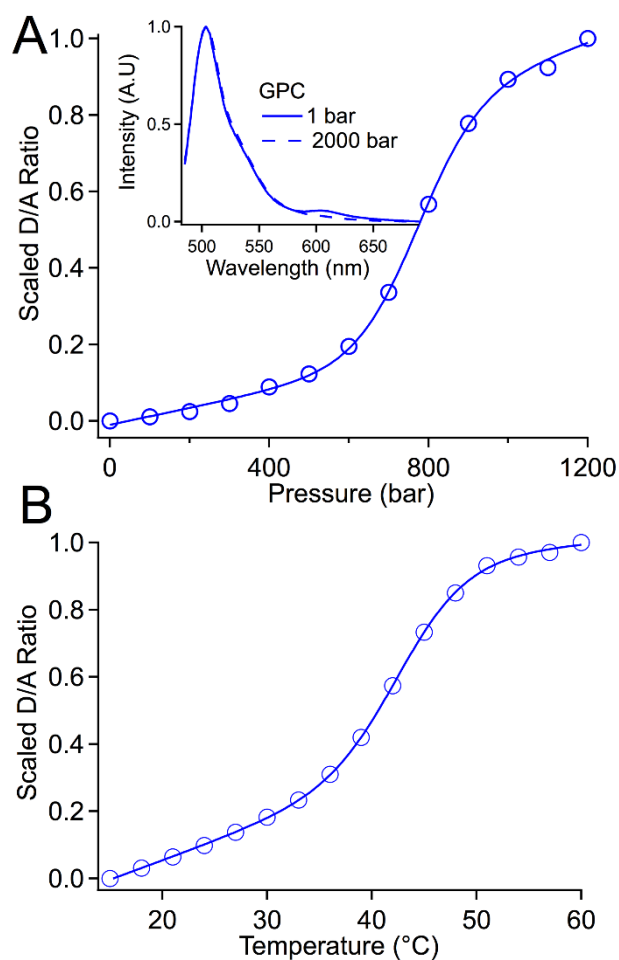 A
Scaled D/A Ratio
1.0
0.8
0.6
0.4
0.2
0.0
0
400
800
1200
Pressure (bar)
Intensity (A.U)
1.0
0.5
0.0
GPC
1 bar
2000 bar
500
550
600
650
Wavelength (nm)
B
Scaled D/A Ratio
1.0
0.8
0.6
0.4
0.2
0.0
20
30
40
50
60
Temperature (°C)